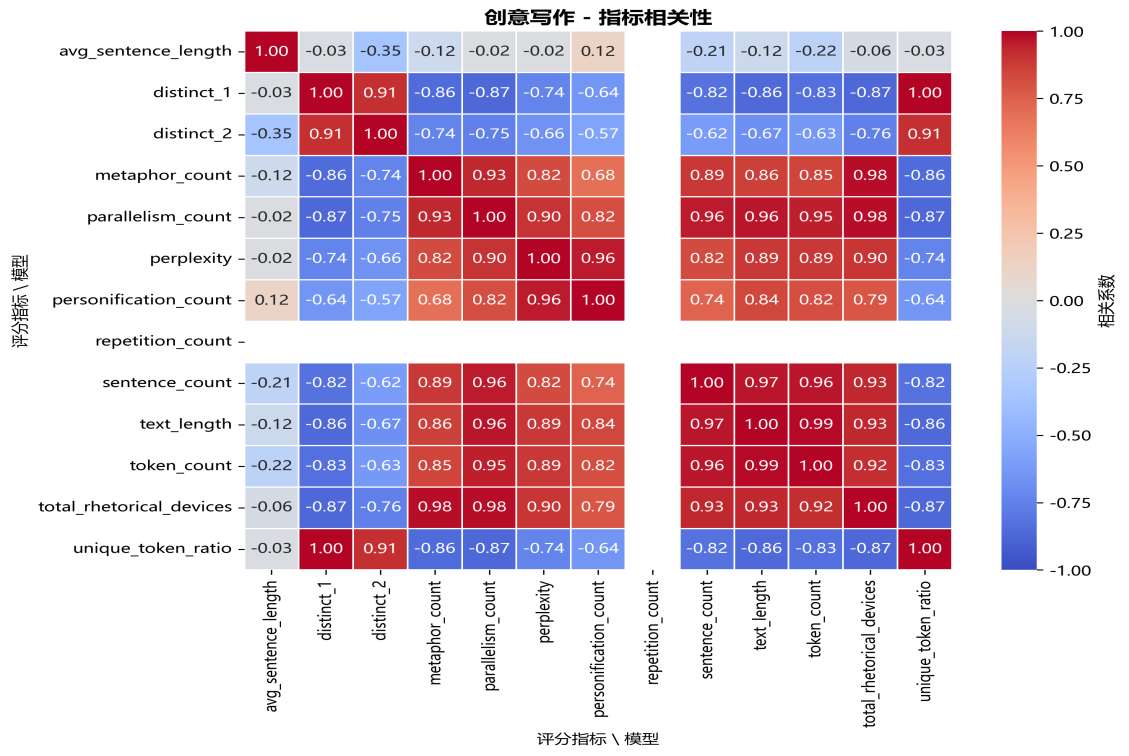 创意写作 - 指标相关性
评分指标 \ 模型
avg_sentence_length 1.00 -0.03 -0.35 -0.12 -0.02 -0.02 0.12 -0.21 -0.12 -0.22 -0.06 -0.03
distinct_1 -0.03 1.00 0.91 -0.86 -0.87 -0.74 -0.64 -0.82 -0.86 -0.83 -0.87 1.00
distinct_2 -0.35 0.91 1.00 -0.74 -0.75 -0.66 -0.57 -0.62 -0.67 -0.63 -0.76 0.91
metaphor_count -0.12 -0.86 -0.74 1.00 0.93 0.82 0.68 0.89 0.86 0.85 0.98 -0.86
parallelism_count -0.02 -0.87 -0.75 0.93 1.00 0.90 0.82 0.96 0.96 0.95 0.98 -0.87
perplexity -0.02 -0.74 -0.66 0.82 0.90 1.00 0.96 0.82 0.89 0.89 0.90 -0.74
personification_count 0.12 -0.64 -0.57 0.68 0.82 0.96 1.00 0.74 0.84 0.82 0.79 -0.64
repetition_count
sentence_count -0.21 -0.82 -0.62 0.89 0.96 0.82 0.74 1.00 0.97 0.96 0.93 -0.82
text_length -0.12 -0.86 -0.67 0.86 0.96 0.89 0.84 0.97 1.00 0.99 0.93 -0.86
token_count -0.22 -0.83 -0.63 0.85 0.95 0.89 0.82 0.96 0.99 1.00 0.92 -0.83
total_rhetorical_devices -0.06 -0.87 -0.76 0.98 0.98 0.90 0.79 0.93 0.93 0.92 1.00 -0.87
unique_token_ratio -0.03 1.00 0.91 -0.86 -0.87 -0.74 -0.64 -0.82 -0.86 -0.83 -0.87 1.00
avg_sentence_length
distinct_1
distinct_2
metaphor_count
parallelism_count
perplexity
personification_count
repetition_count
sentence_count
text_length
token_count
total_rhetorical_devices
unique_token_ratio
评分指标 \ 模型
1.00
0.75
0.50
0.25
0.00
-0.25
-0.50
-0.75
-1.00
相关系数